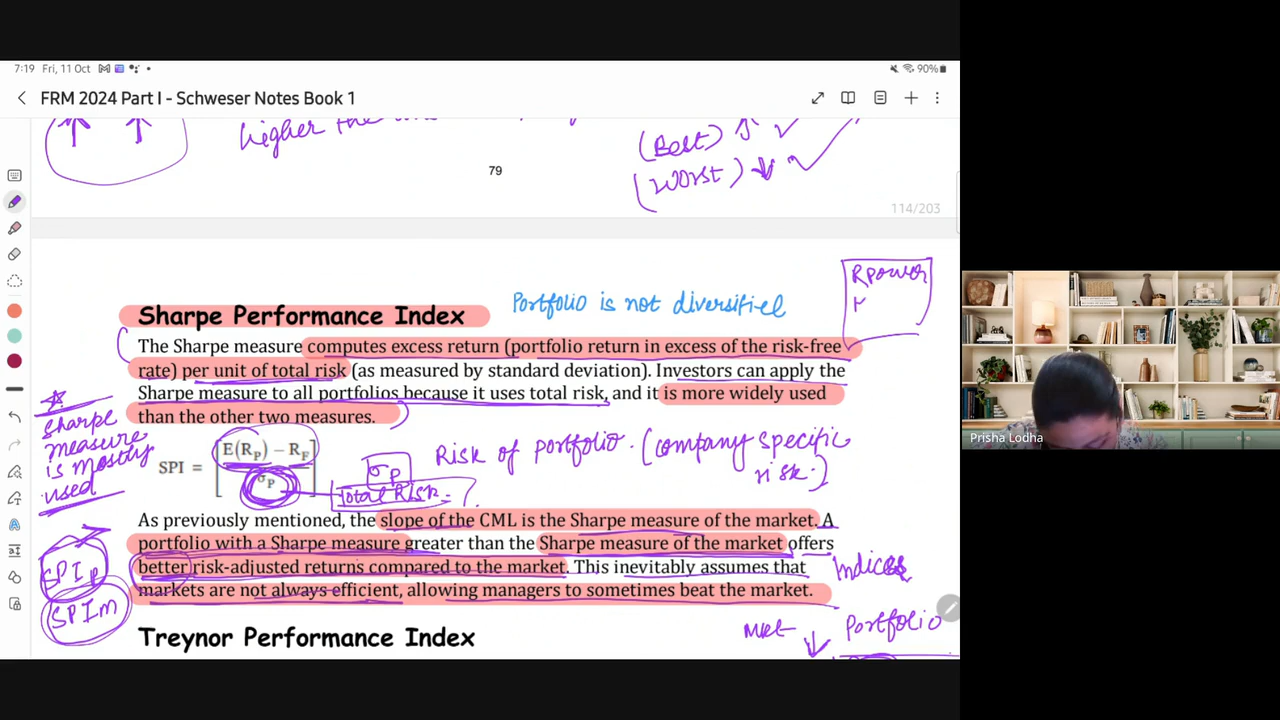 7:19 Fri, 11 Oct
90%
FRM 2024 Part I - Schweser Notes Book 1
higher the
(Best)
(Worst)
79
114/203
Rpower
Sharpe Performance Index
Portfolio is not diversified
The Sharpe measure computes excess return (portfolio return in excess of the risk-free
rate) per unit of total risk (as measured by standard deviation). Investors can apply the
Sharpe measure to all portfolios because it uses total risk, and it is more widely used
than the other two measures.
Sharpe
measure
is mostly
used
SPI = [E(RP) – RF / σP]
σP
Total Risk = ?
Risk of portfolio. (company specific
risk.)
As previously mentioned, the slope of the CML is the Sharpe measure of the market. A
portfolio with a Sharpe measure greater than the Sharpe measure of the market offers
better risk-adjusted returns compared to the market. This inevitably assumes that
markets are not always efficient, allowing managers to sometimes beat the market.
SPIp
SPIm
Indices
Treynor Performance Index
Mkt
Portfolio
Prisha Lodha